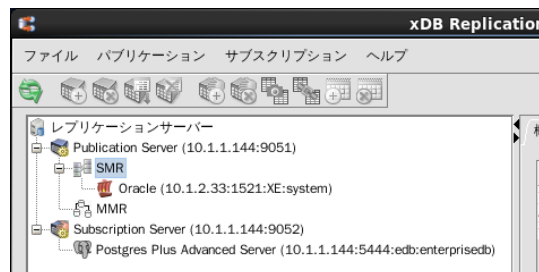 xDB Replication
ファイル パブリケーション サブスクリプション ヘルプ
レプリケーションサーバー
Publication Server (10.1.1.144:9051)
SMR
Oracle (10.1.2.33:1521:XE:system)
MMR
Subscription Server (10.1.1.144:9052)
Postgres Plus Advanced Server (10.1.1.144:5444:edb:enterprisedb)